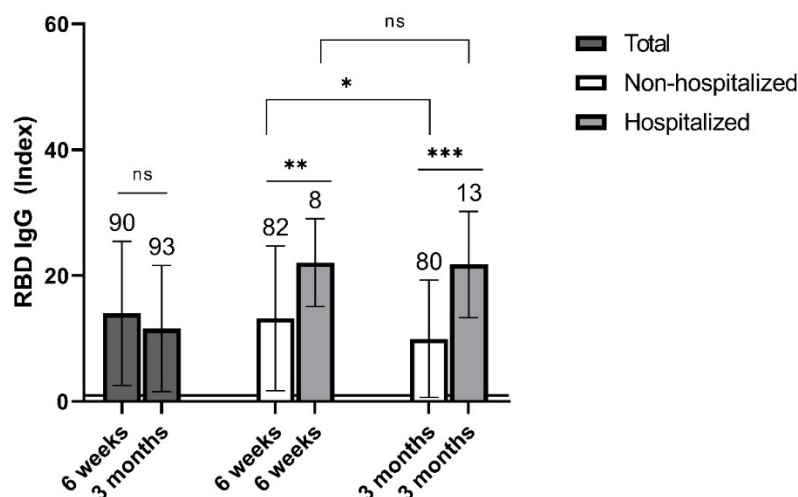 60
40
20
0
RBD IgG (Index)
ns
90
93
*
**
82
8
ns
***
80
13
6 weeks
3 months
6 weeks
6 weeks
3 months
3 months
Total
Non-hospitalized
Hospitalized